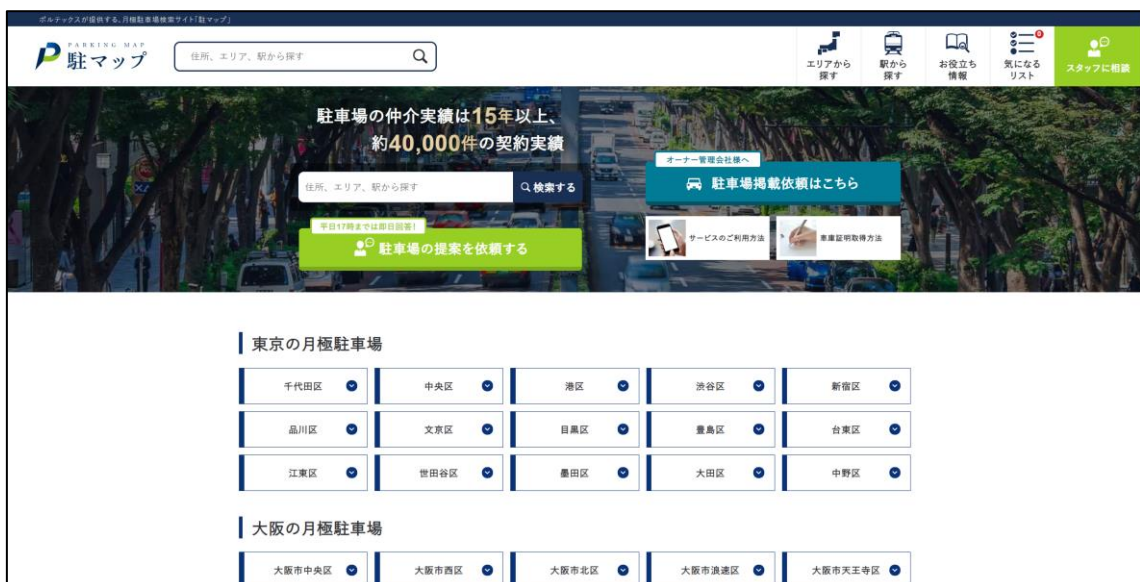 ボルテックスが提供する、月極駐車場検索サイト「駐マップ」
PARKING MAP
駐マップ
住所、エリア、駅から探す
エリアから
探す
駅から
探す
お役立ち
情報
気になる
リスト
0
スタッフに相談
駐車場の仲介実績は15年以上、
約40,000件の契約実績
住所、エリア、駅から探す
検索する
平日17時までは即日回答!
駐車場の提案を依頼する
オーナー管理会社様へ
駐車場掲載依頼はこちら
サービスのご利用方法
車庫証明取得方法
東京の月極駐車場
千代田区
中央区
港区
渋谷区
新宿区
品川区
文京区
目黒区
豊島区
台東区
江東区
世田谷区
墨田区
大田区
中野区
大阪の月極駐車場
大阪市中央区
大阪市西区
大阪市北区
大阪市浪速区
大阪市天王寺区